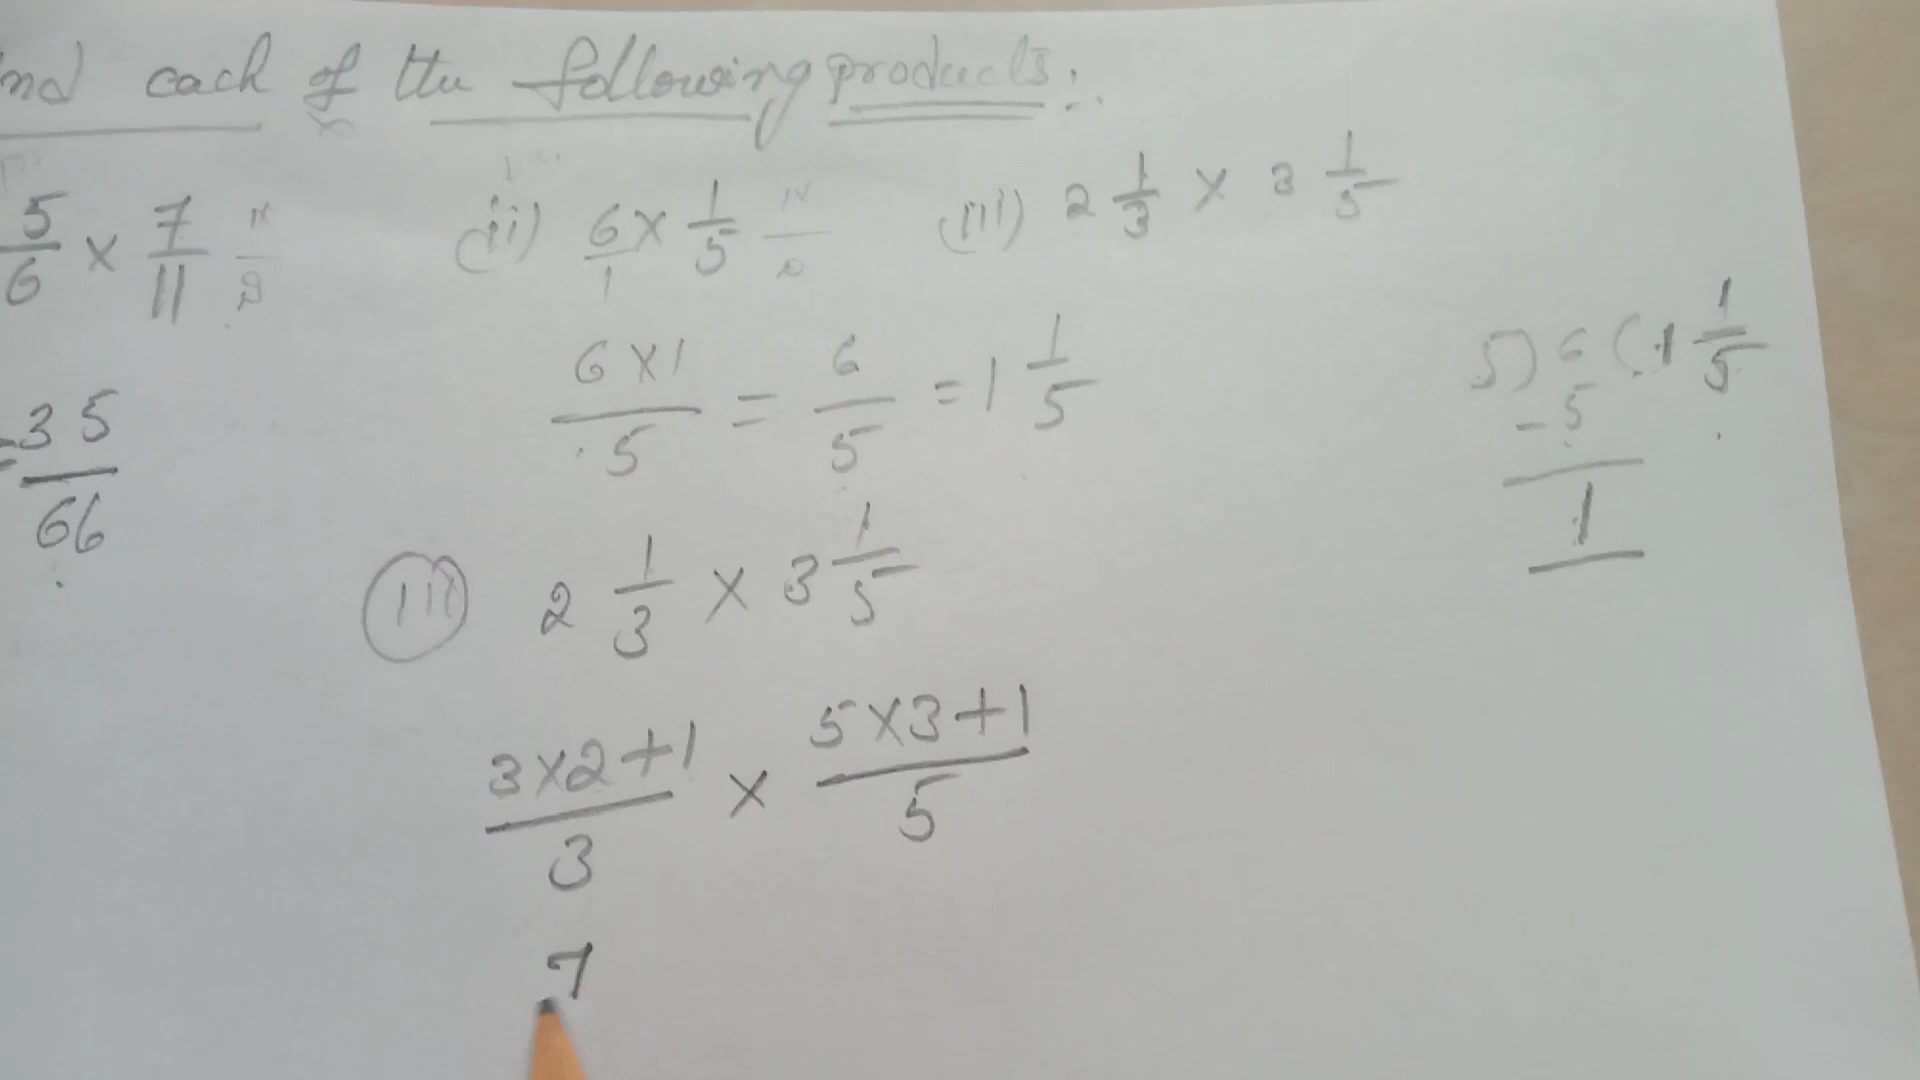 nd each of the following products:
5/6 × 7/11 N/D (ii) 6/1 × 1/5 N/D (iii) 2 1/3 × 3 1/5
6×1/5 = 6/5 = 1 1/5
5) 6 (1 1/5
- 5
1
= 35/66
(iii) 2 1/3 × 3 1/5
3×2+1/3 × 5×3+1/5
7